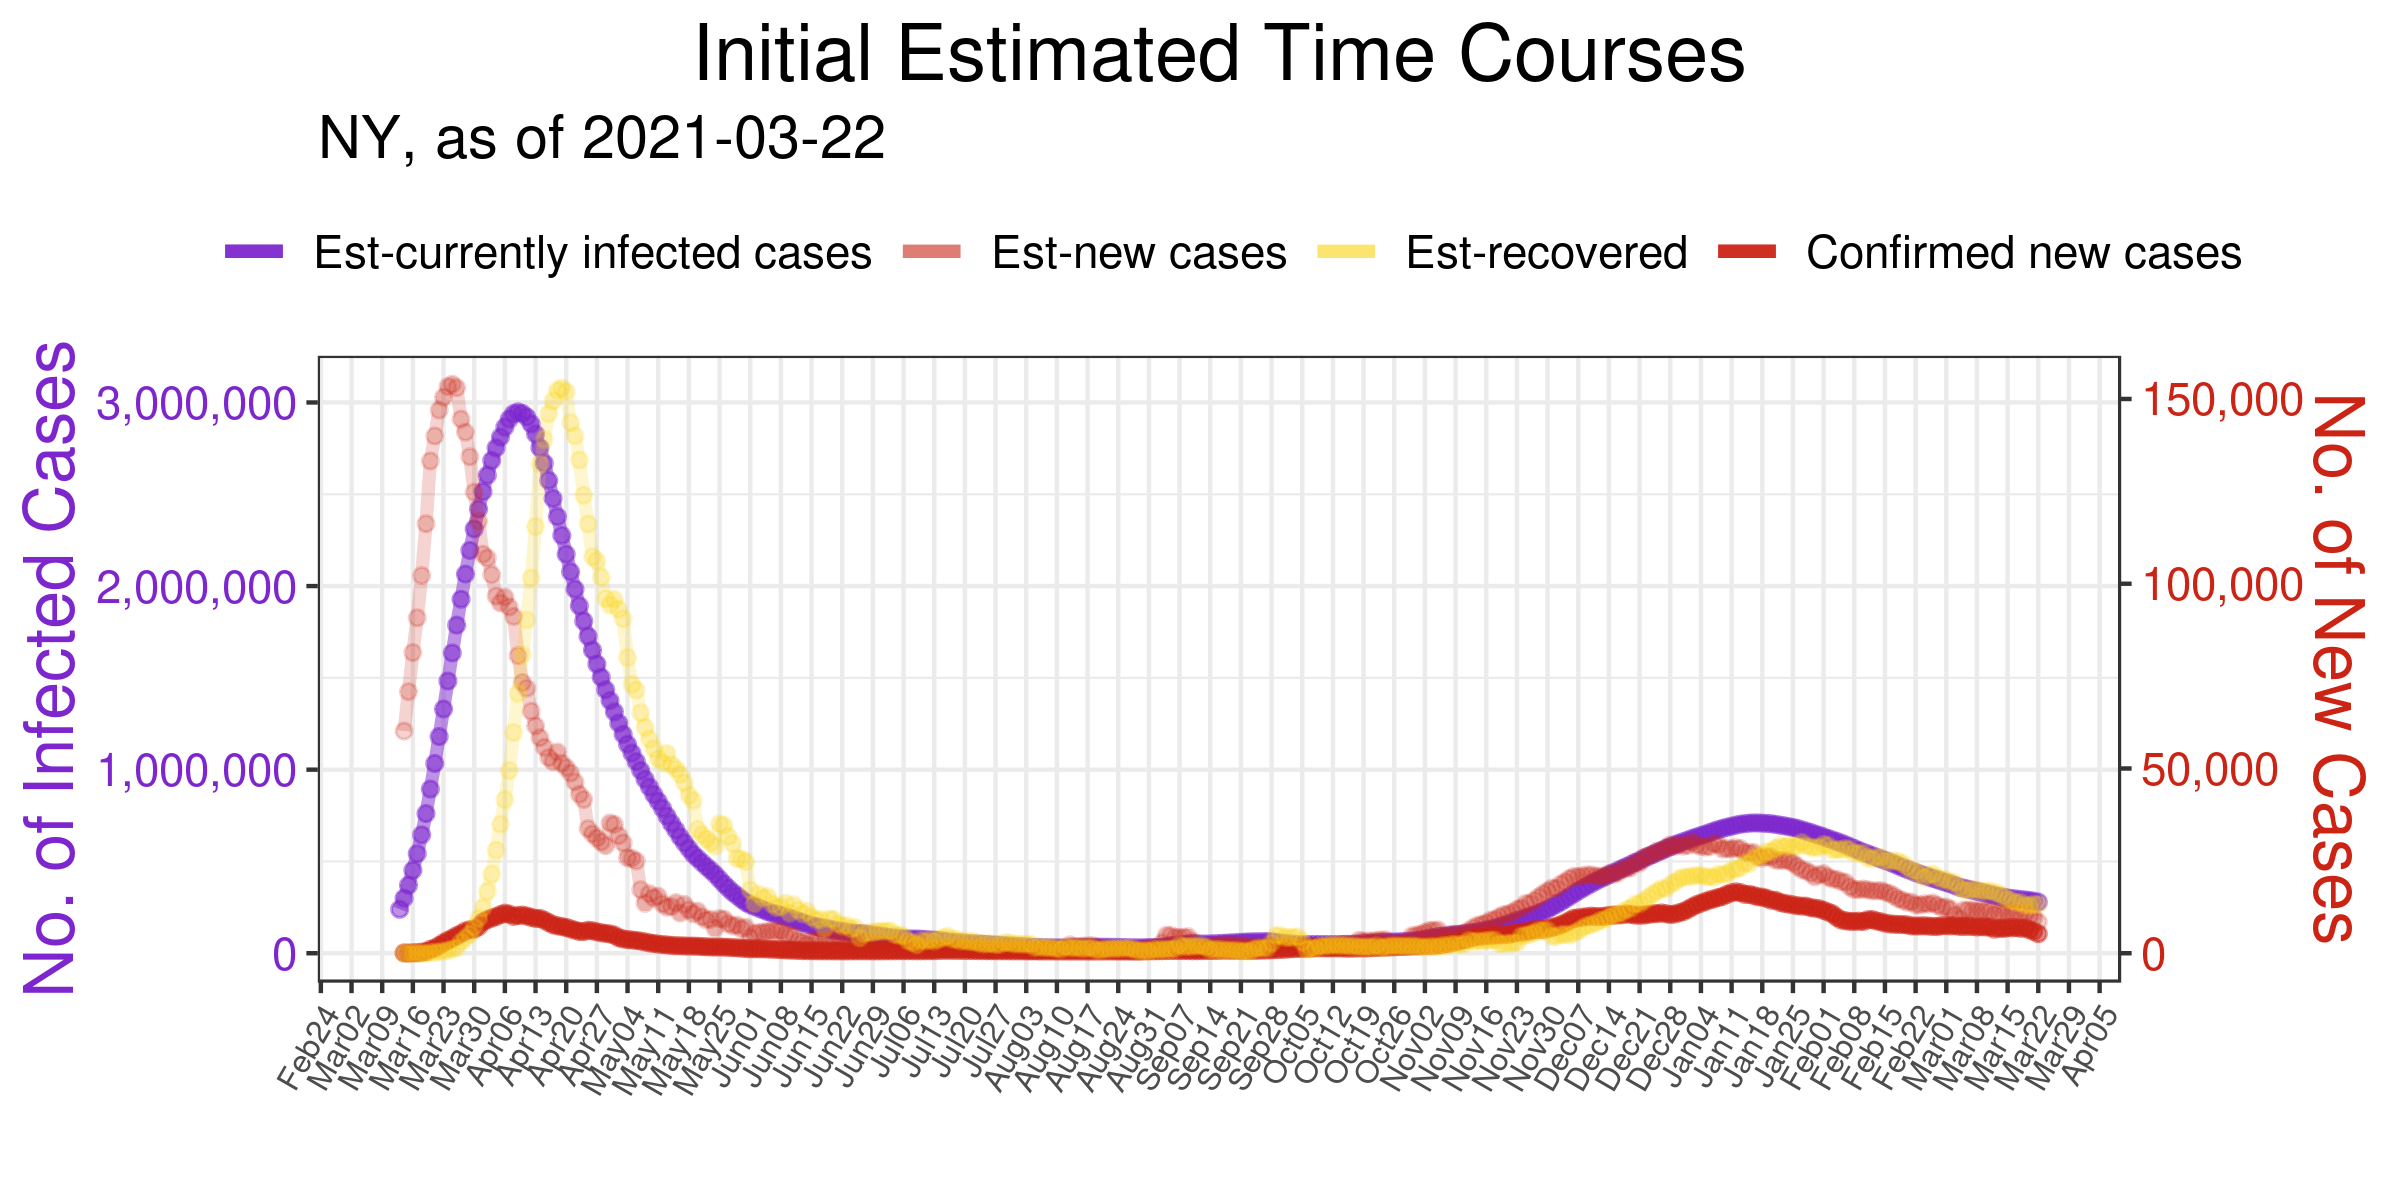 Initial Estimated Time Courses
NY, as of 2021-03-22
Est-currently infected cases Est-new cases Est-recovered Confirmed new cases
No. of Infected Cases
3,000,000
2,000,000
1,000,000
0
150,000
100,000
50,000
0
No. of New Cases
Feb24 Mar02 Mar09 Mar16 Mar23 Mar30 Apr06 Apr13 Apr20 Apr27 May04 May11 May18 May25 Jun01 Jun08 Jun15 Jun22 Jun29 Jul06 Jul13 Jul20 Jul27 Aug03 Aug10 Aug17 Aug24 Aug31 Sep07 Sep14 Sep21 Sep28 Oct05 Oct12 Oct19 Oct26 Nov02 Nov09 Nov16 Nov23 Nov30 Dec07 Dec14 Dec21 Dec28 Jan04 Jan11 Jan18 Jan25 Feb01 Feb08 Feb15 Feb22 Mar01 Mar08 Mar15 Mar22 Mar29 Apr05